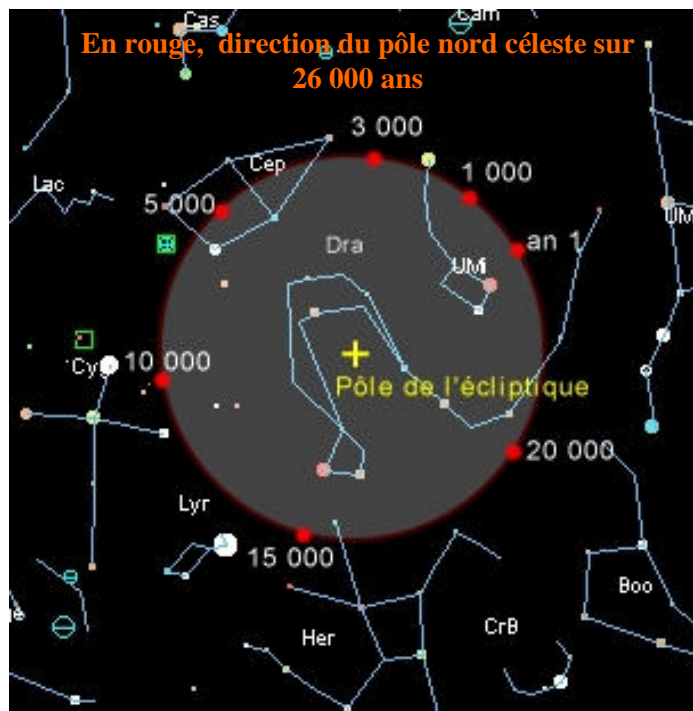 Cas
Cam
En rouge, direction du pôle nord céleste sur
26 000 ans
3 000
Cep
1 000
Lac
5 000
UM
an 1
Dra
UMi
10 000
Cyg
Pôle de l'écliptique
20 000
Lyr
15 000
Boo
Her
CrB